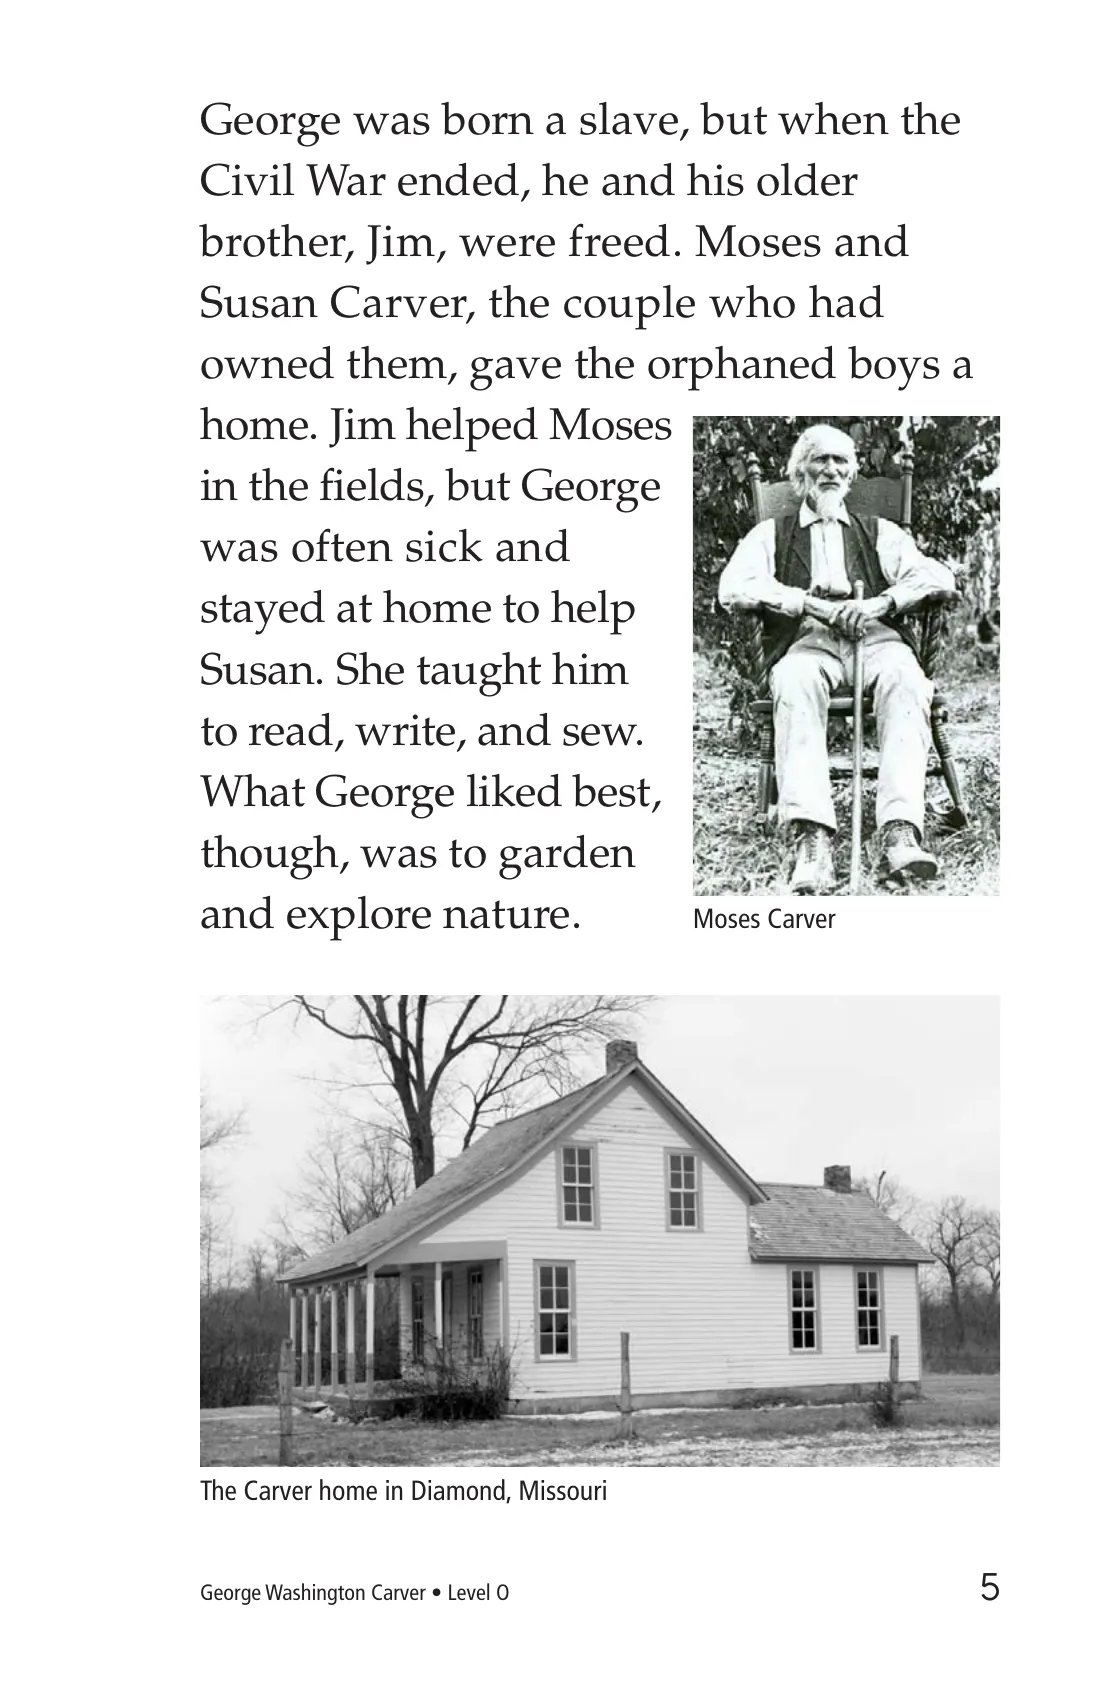 George was born a slave, but when the
Civil War ended, he and his older
brother, Jim, were freed. Moses and
Susan Carver, the couple who had
owned them, gave the orphaned boys a
home. Jim helped Moses
in the fields, but George
was often sick and
stayed at home to help
Susan. She taught him
to read, write, and sew.
What George liked best,
though, was to garden
and explore nature.
Moses Carver
The Carver home in Diamond, Missouri
George Washington Carver • Level O
5